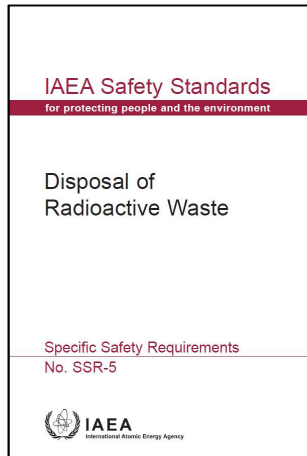 IAEA Safety Standards
for protecting people and the environment
Disposal of
Radioactive Waste
Specific Safety Requirements
No. SSR-5
IAEA
International Atomic Energy Agency